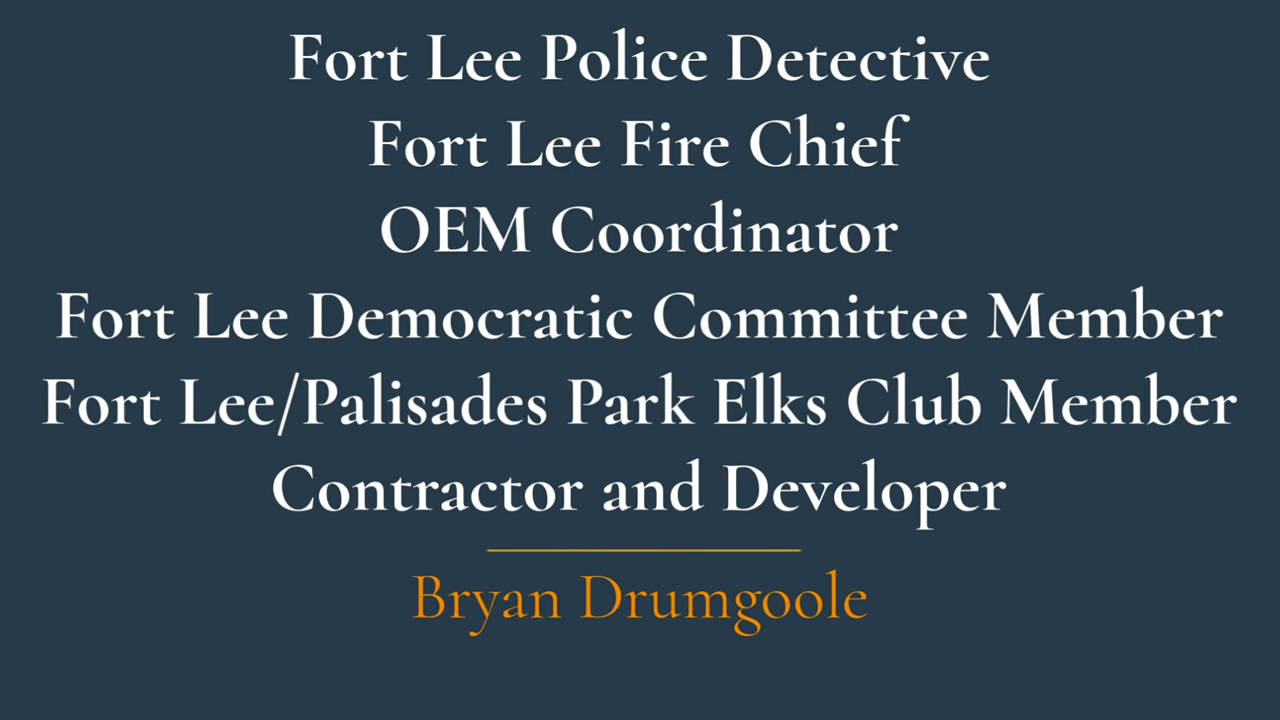 Fort Lee Police Detective
Fort Lee Fire Chief
OEM Coordinator
Fort Lee Democratic Committee Member
Fort Lee/Palisades Park Elks Club Member
Contractor and Developer
Bryan Drumgoole